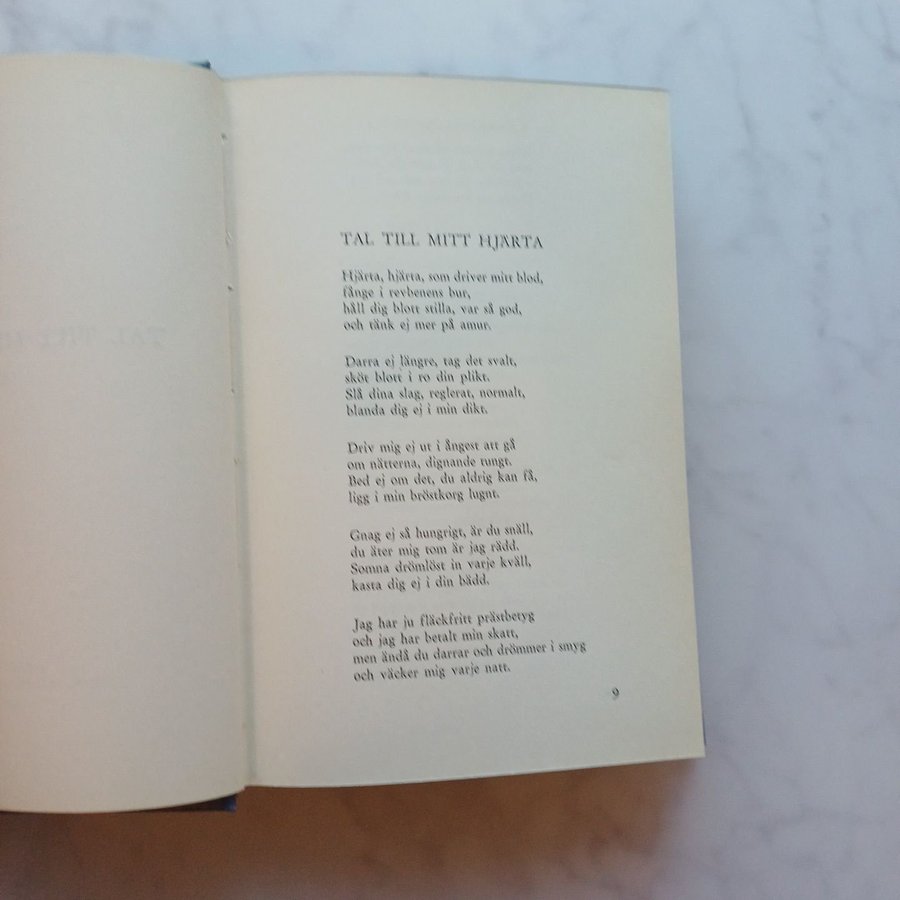 TAL TILL MITT HJÄRTA
Hjärta, hjärta, som driver mitt blod,
fånge i revbenens bur,
håll dig blott stilla, var så god,
och tänk ej mer på amur.
Darra ej längre, tag det svalt,
sköt blott i ro din plikt.
Slå dina slag, reglerat, normalt,
blanda dig ej i min dikt.
Driv mig ej ut i ångest att gå
om nätterna, dignande tungt.
Bed ej om det, du aldrig kan få,
ligg i min bröstkorg lugnt.
Gnag ej så hungrigt, är du snäll,
du äter mig tom är jag rädd.
Somna drömlöst in varje kväll,
kasta dig ej i din bädd.
Jag har ju fläckfritt prästbetyg
och jag har betalt min skatt,
men ändå du darrar och drömmer i smyg
och väcker mig varje natt.
9